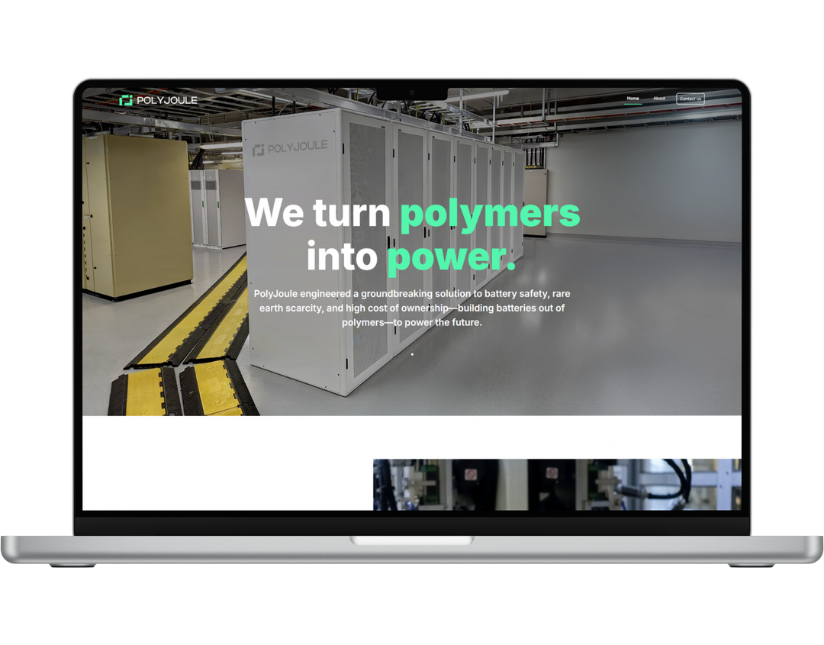 POLYJOULE
Home About Contact us
POLYJOULE
We turn polymers
into power.
PolyJoule engineered a groundbreaking solution to battery safety, rare
earth scarcity, and high cost of ownership—building batteries out of
polymers—to power the future.